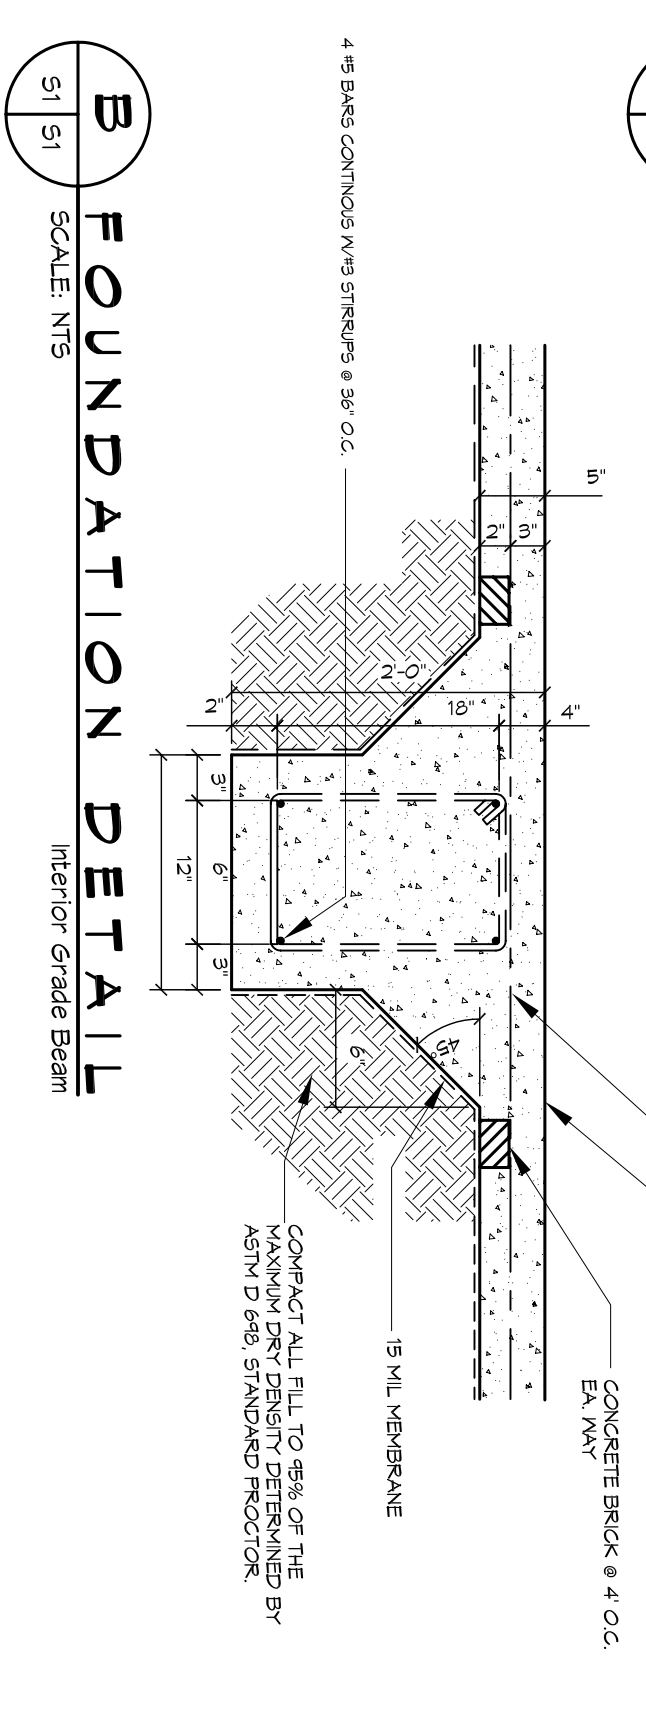 CONCRETE BRICK @ 4' O.C.
EA. WAY
5"
2"
3"
4 #5 BARS CONTINOUS W/#3 STIRRUPS @ 36" O.C.
2'-0"
2"
18"
4"
3"
6"
3"
12"
45°
6"
15 MIL MEMBRANE
COMPACT ALL FILL TO 95% OF THE
MAXIMUM DRY DENSITY DETERMINED BY
ASTM D 698, STANDARD PROCTOR.
B
FOUNDATION DETAIL
S1
S1
SCALE: NTS
Interior Grade Beam